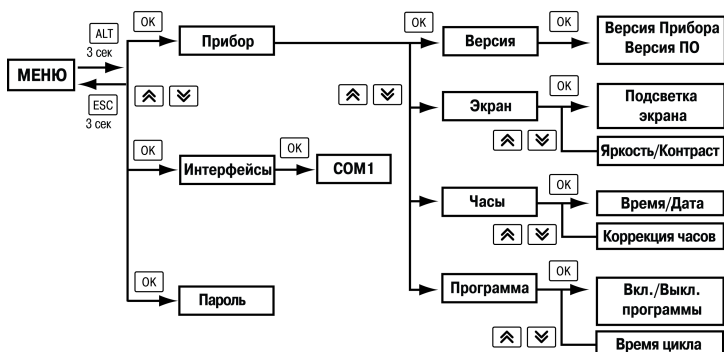 МЕНЮ
ALT
3 сек
ESC
3 сек
OK
Прибор
OK
Версия
OK
Версия Прибора
Версия ПО
Экран
OK
Подсветка
экрана
Яркость/Контраст
OK
Интерфейсы
OK
COM1
Часы
OK
Время/Дата
Коррекция часов
OK
Пароль
Программа
OK
Вкл./Выкл.
программы
Время цикла